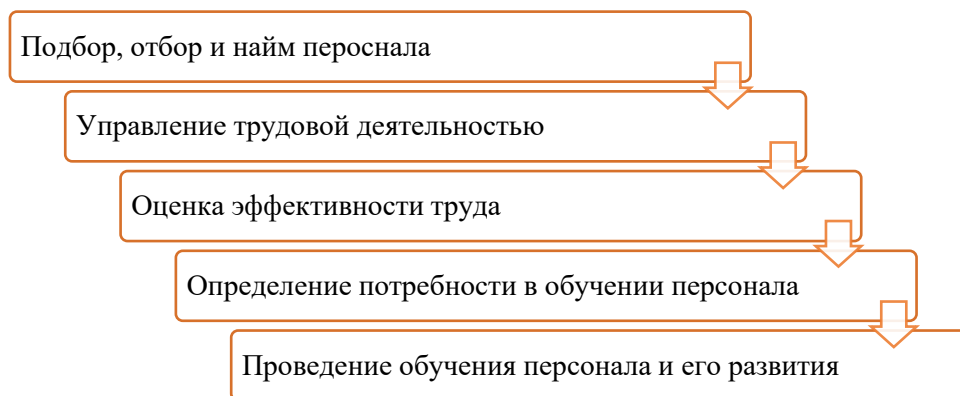 Подбор, отбор и найм пероснала
Управление трудовой деятельностью
Оценка эффективности труда
Определение потребности в обучении персонала
Проведение обучения персонала и его развития